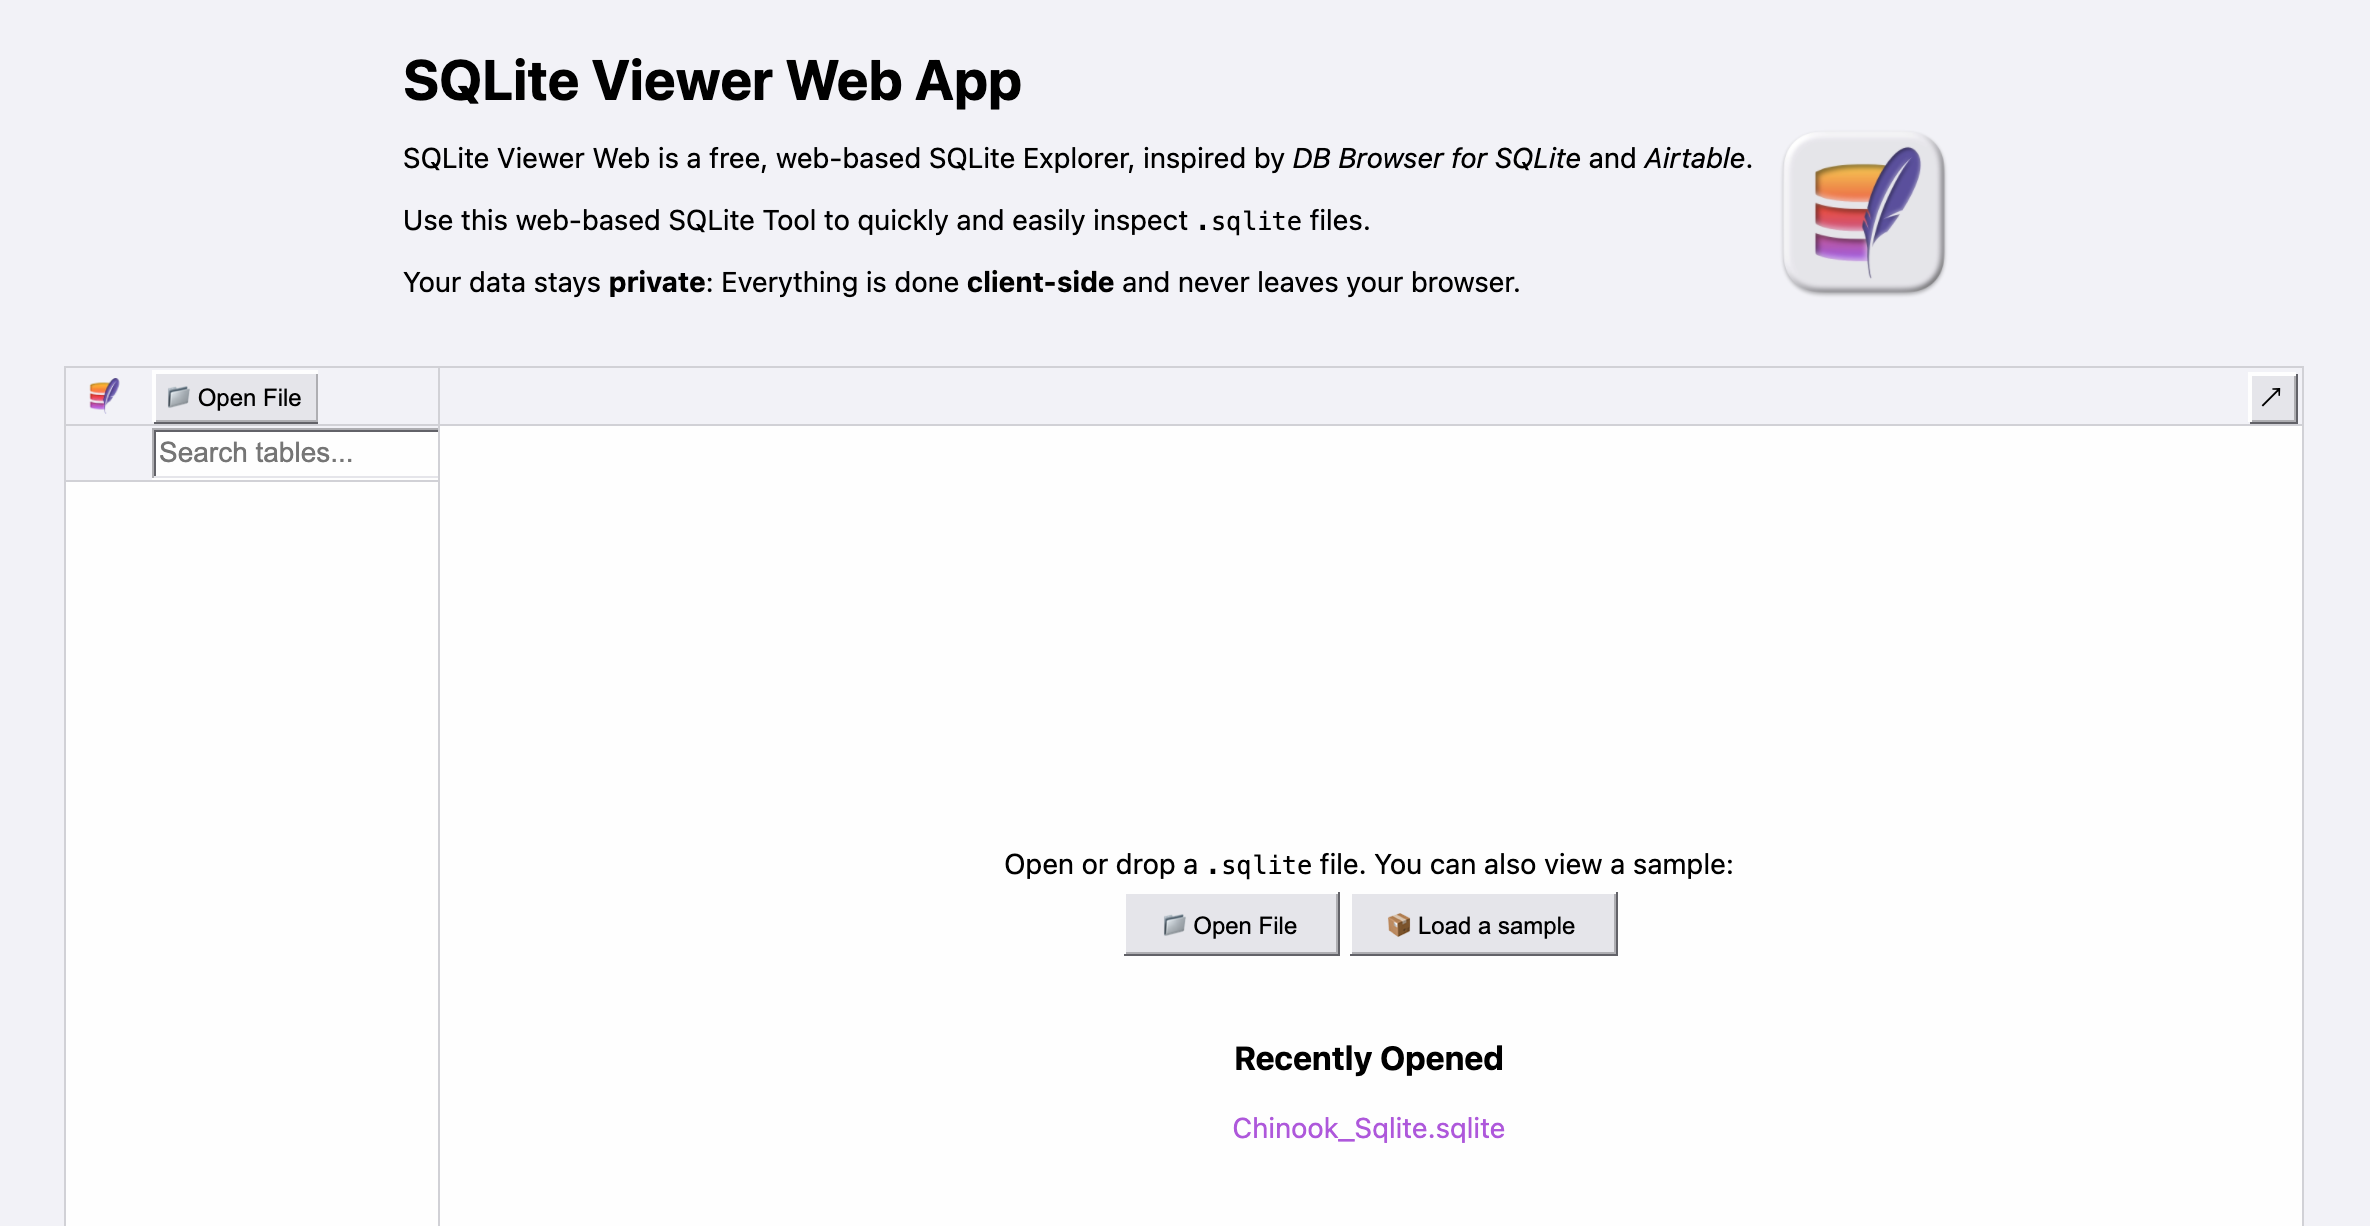 SQLite Viewer Web App
SQLite Viewer Web is a free, web-based SQLite Explorer, inspired by DB Browser for SQLite and Airtable.
Use this web-based SQLite Tool to quickly and easily inspect .sqlite files.
Your data stays private: Everything is done client-side and never leaves your browser.
Open File
Search tables...
Open or drop a .sqlite file. You can also view a sample:
Open File
Load a sample
Recently Opened
Chinook_Sqlite.sqlite